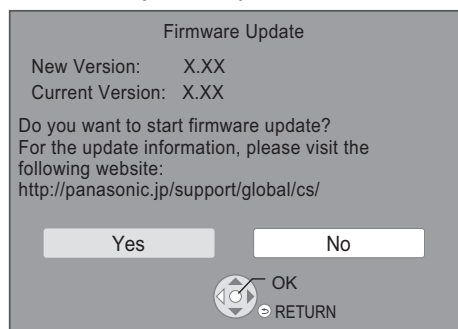 Firmware Update
New Version: X.XX
Current Version: X.XX
Do you want to start firmware update?
For the update information, please visit the
following website:
http://panasonic.jp/support/global/cs/
Yes No
OK
RETURN